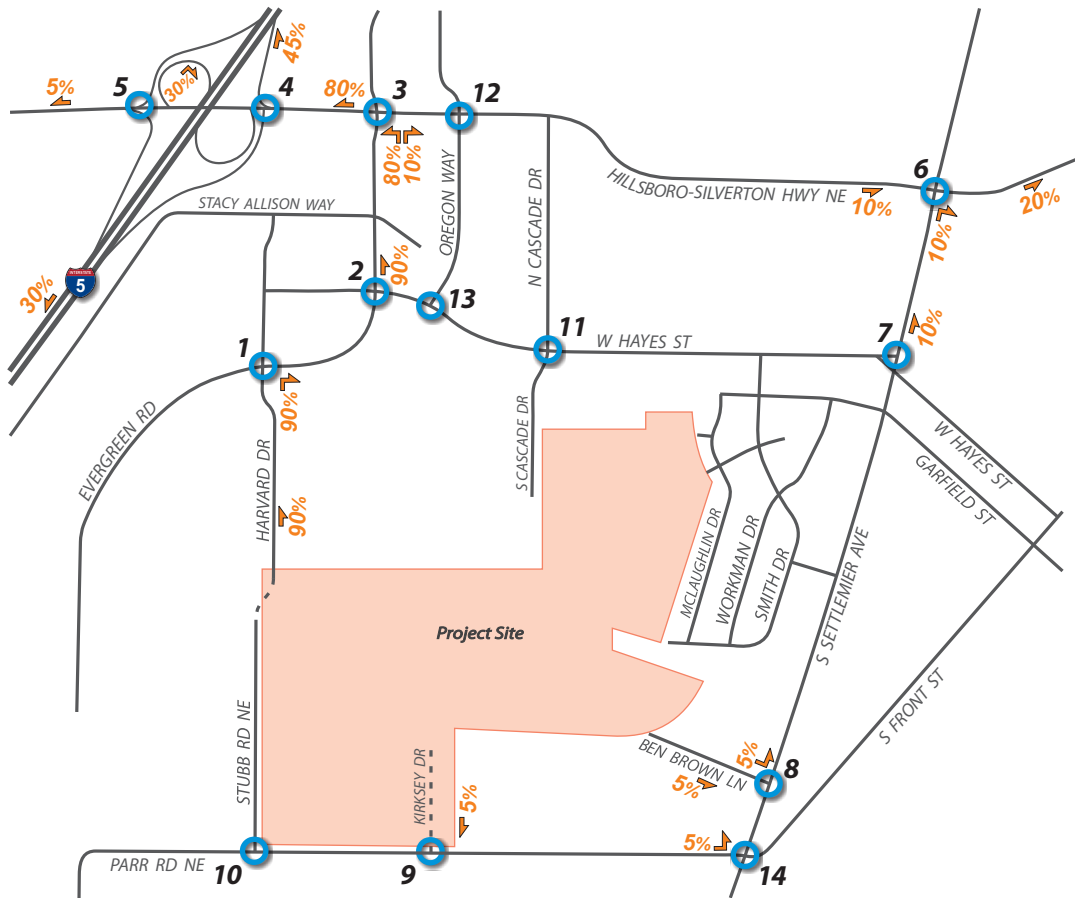 45%
5%
5
30%
4
80%
3
12
80%
10%
OREGON WAY
N CASCADE DR
HILLSBORO-SILVERTON HWY NE
10%
6
20%
10%
STACY ALLISON WAY
INTERSTATE
5
30%
2
90%
13
11
W HAYES ST
7
10%
1
90%
EVERGREEN RD
HARVARD DR
90%
S CASCADE DR
W HAYES ST
GARFIELD ST
MCLAUGHLIN DR
WORKMAN DR
SMITH DR
S SETTLEMIER AVE
S FRONT ST
Project Site
STUBB RD NE
KIRKSEY DR
5%
BEN BROWN LN
5%
5%
8
5%
PARR RD NE
10
9
14